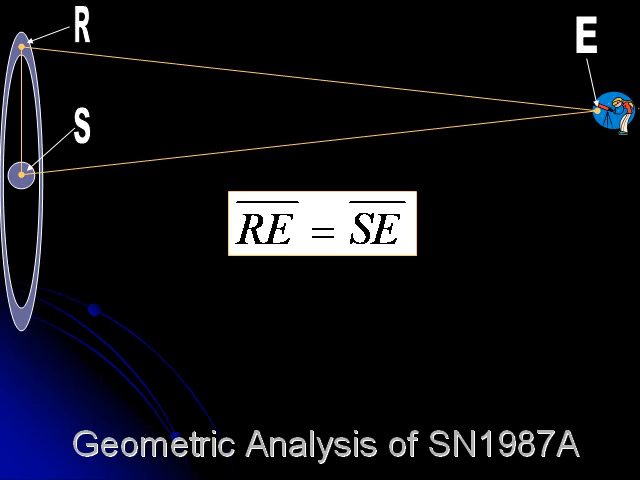 R
E
S
RE = SE
Geometric Analysis of SN1987A